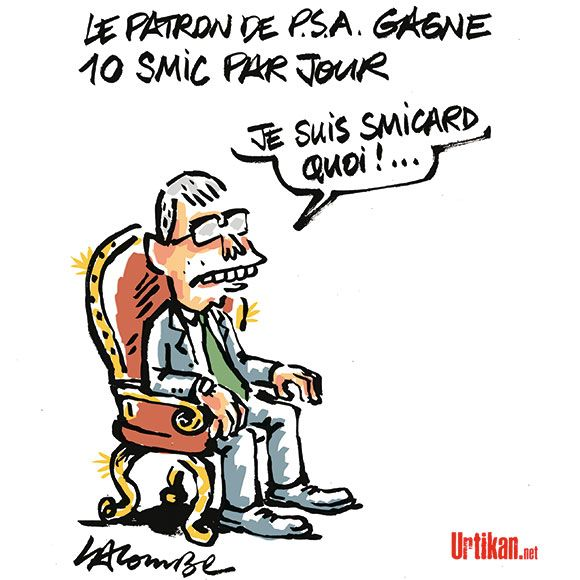 LE PATRON DE P.S.A. GAGNE
10 SMIC PAR JOUR
JE SUIS SMICARD
QUOI !...
LACOMBE
Urtikan.net